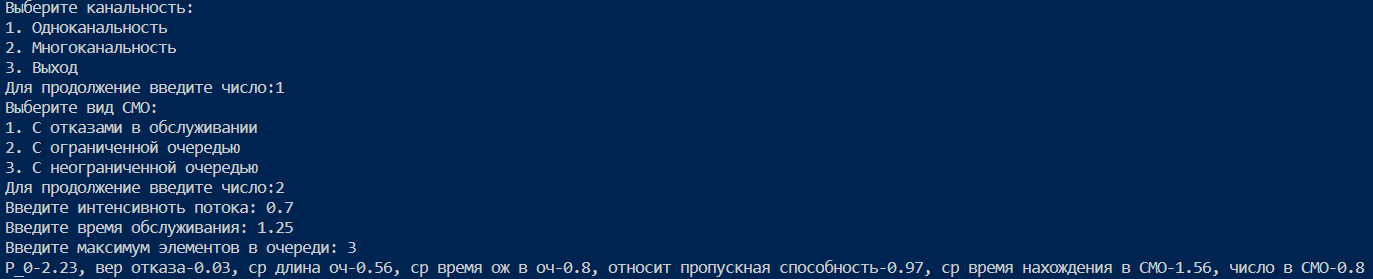 Выберите канальность:
1. Одноканальность
2. Многоканальность
3. Выход
Для продолжение введите число:1
Выберите вид СМО:
1. С отказами в обслуживании
2. С ограниченной очередью
3. С неограниченной очередью
Для продолжение введите число:2
Введите интенсивноть потока: 0.7
Введите время обслуживания: 1.25
Введите максимум элементов в очереди: 3
P_0-2.23, вер отказа-0.03, ср длина оч-0.56, ср время ож в оч-0.8, относит пропускная способность-0.97, ср время нахождения в СМО-1.56, число в СМО-0.8